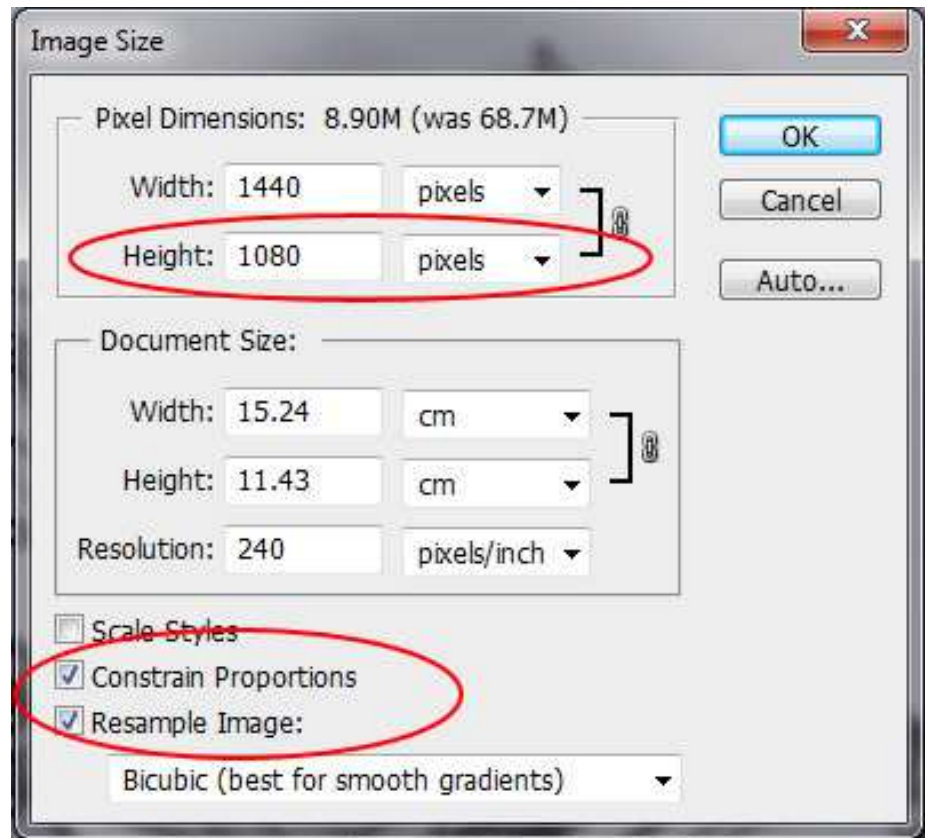 Image Size
Pixel Dimensions: 8.90M (was 68.7M)
OK
Width: 1440 pixels
Cancel
Height: 1080 pixels
Auto...
Document Size:
Width: 15.24 cm
Height: 11.43 cm
Resolution: 240 pixels/inch
Scale Styles
Constrain Proportions
Resample Image:
Bicubic (best for smooth gradients)